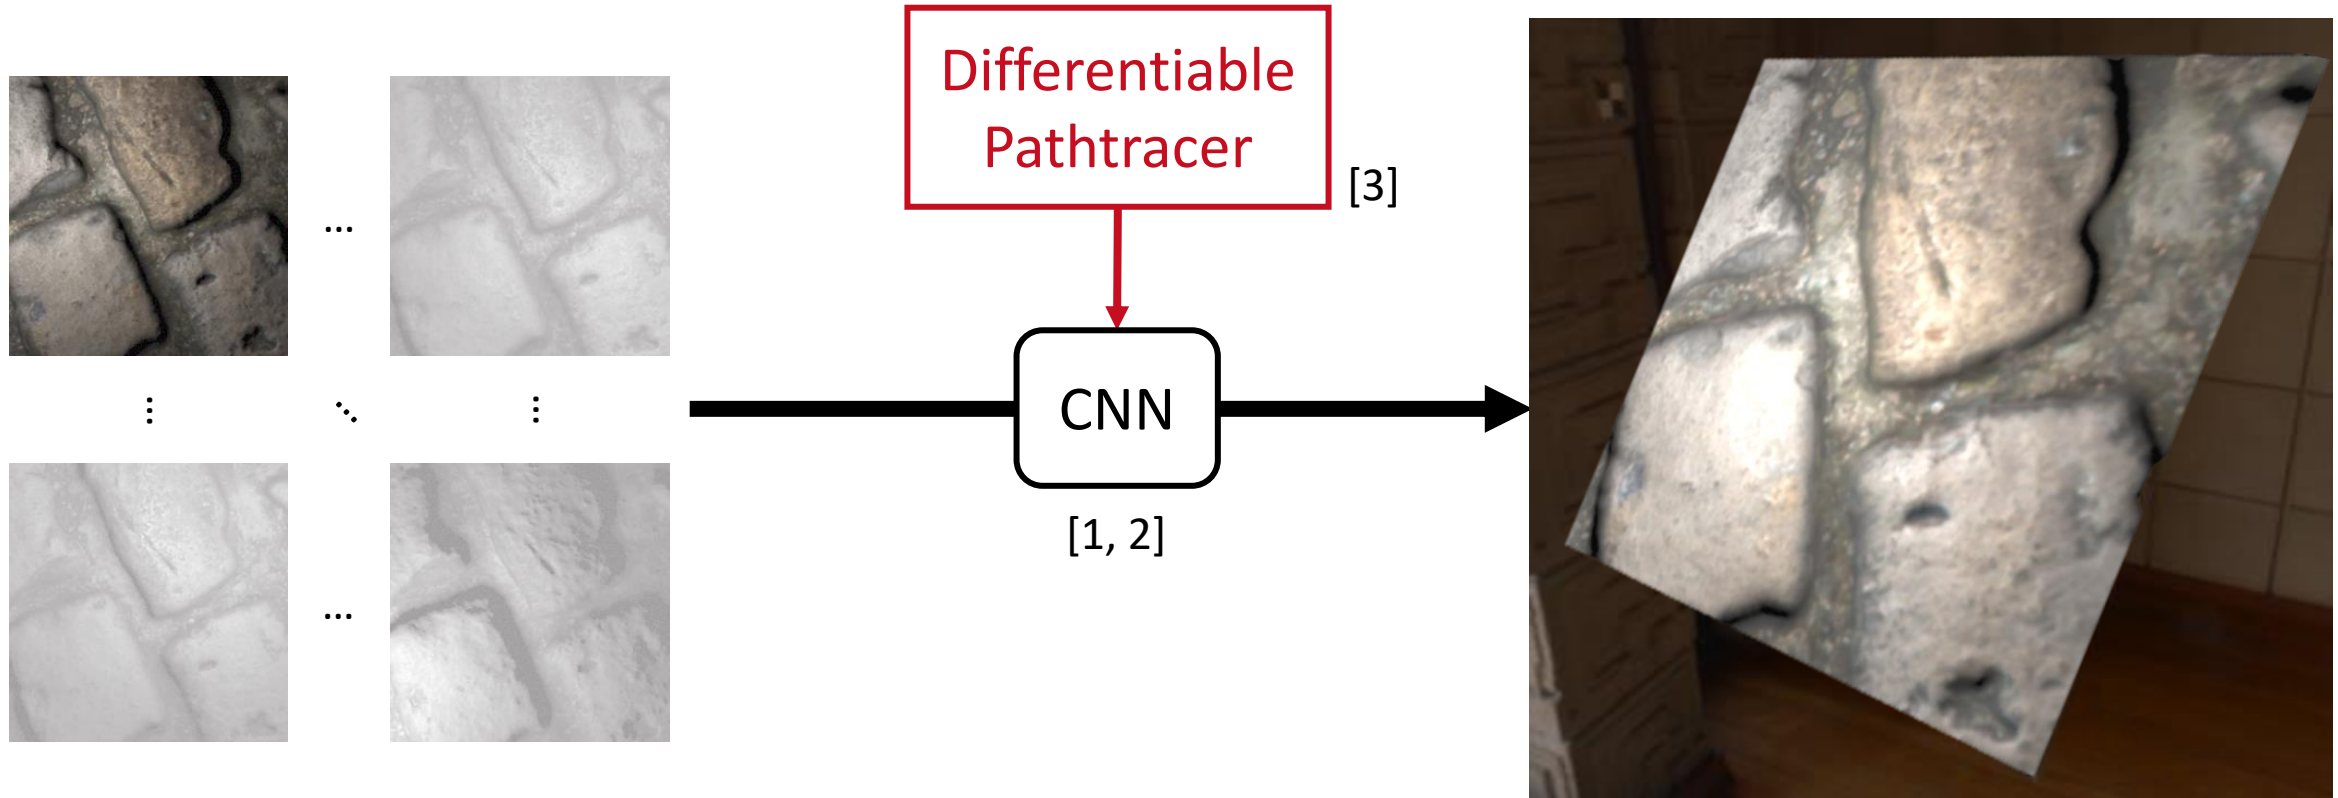 Differentiable
Pathtracer
[3]
...
CNN
[1, 2]
...